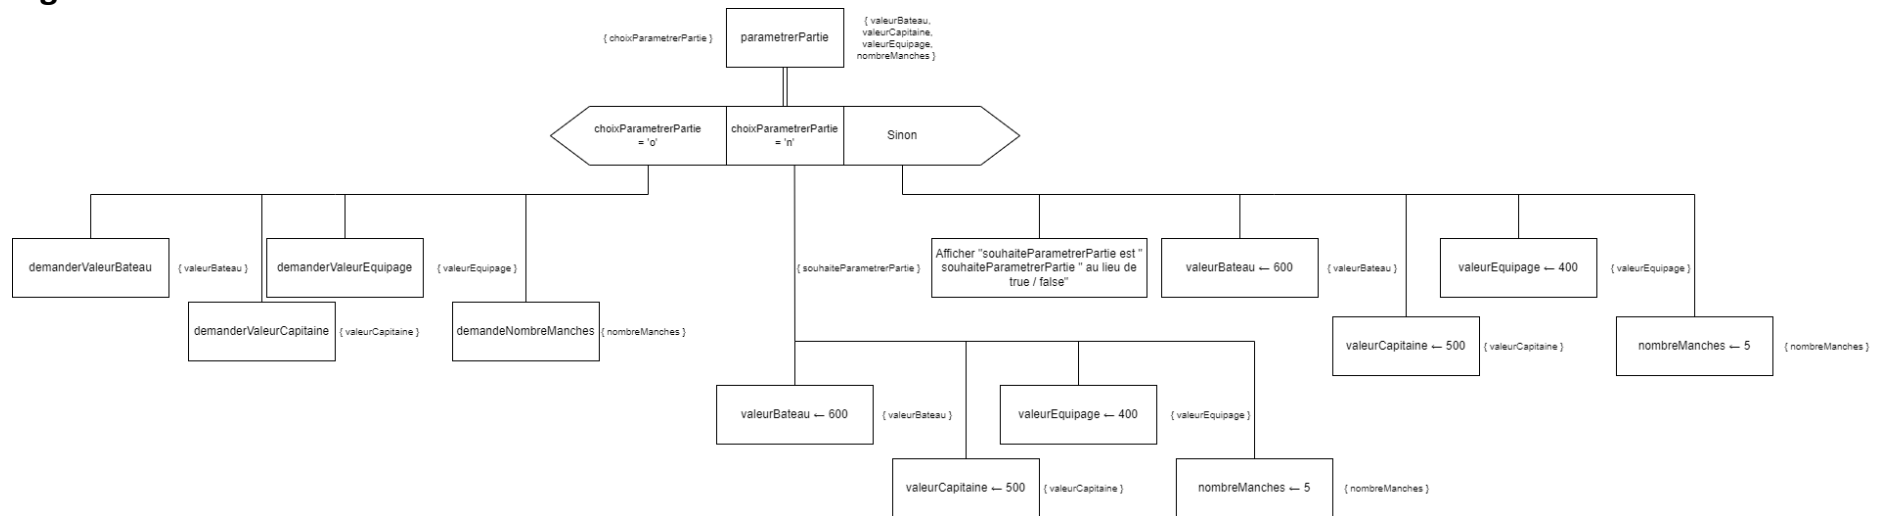 { choixParametrerPartie }
parametrerPartie
{ valeurBateau,
valeurCapitaine,
valeurEquipage,
nombreManches }
choixParametrerPartie
= 'o'
choixParametrerPartie
= 'n'
Sinon
demanderValeurBateau
{ valeurBateau }
demanderValeurEquipage
{ valeurEquipage }
demanderValeurCapitaine
{ valeurCapitaine }
demandeNombreManches
{ nombreManches }
{ souhaiteParametrerPartie }
Afficher "souhaiteParametrerPartie est "
souhaiteParametrerPartie " au lieu de
true / false"
valeurBateau ← 600
{ valeurBateau }
valeurEquipage ← 400
{ valeurEquipage }
valeurCapitaine ← 500
{ valeurCapitaine }
nombreManches ← 5
{ nombreManches }
valeurBateau ← 600
{ valeurBateau }
valeurEquipage ← 400
{ valeurEquipage }
valeurCapitaine ← 500
{ valeurCapitaine }
nombreManches ← 5
{ nombreManches }